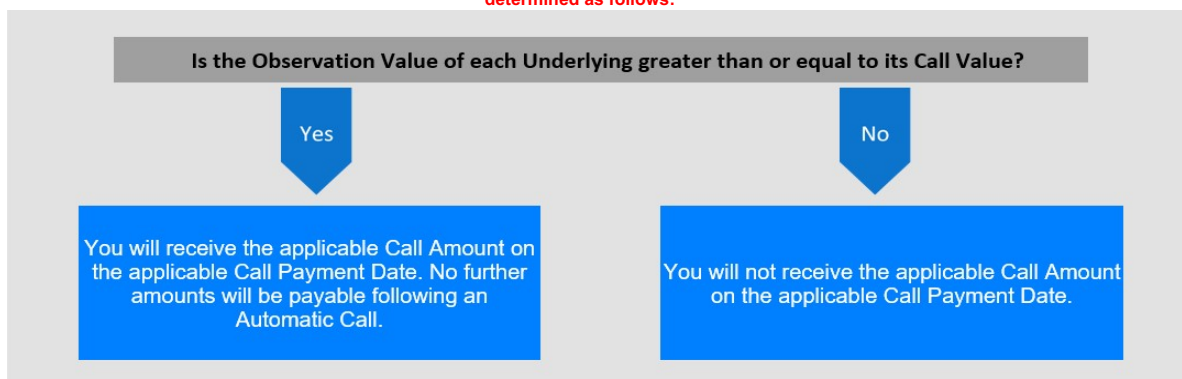 determined as follows:
Is the Observation Value of each Underlying greater than or equal to its Call Value?
Yes
No
You will receive the applicable Call Amount on
the applicable Call Payment Date. No further
amounts will be payable following an
Automatic Call.
You will not receive the applicable Call Amount
on the applicable Call Payment Date.